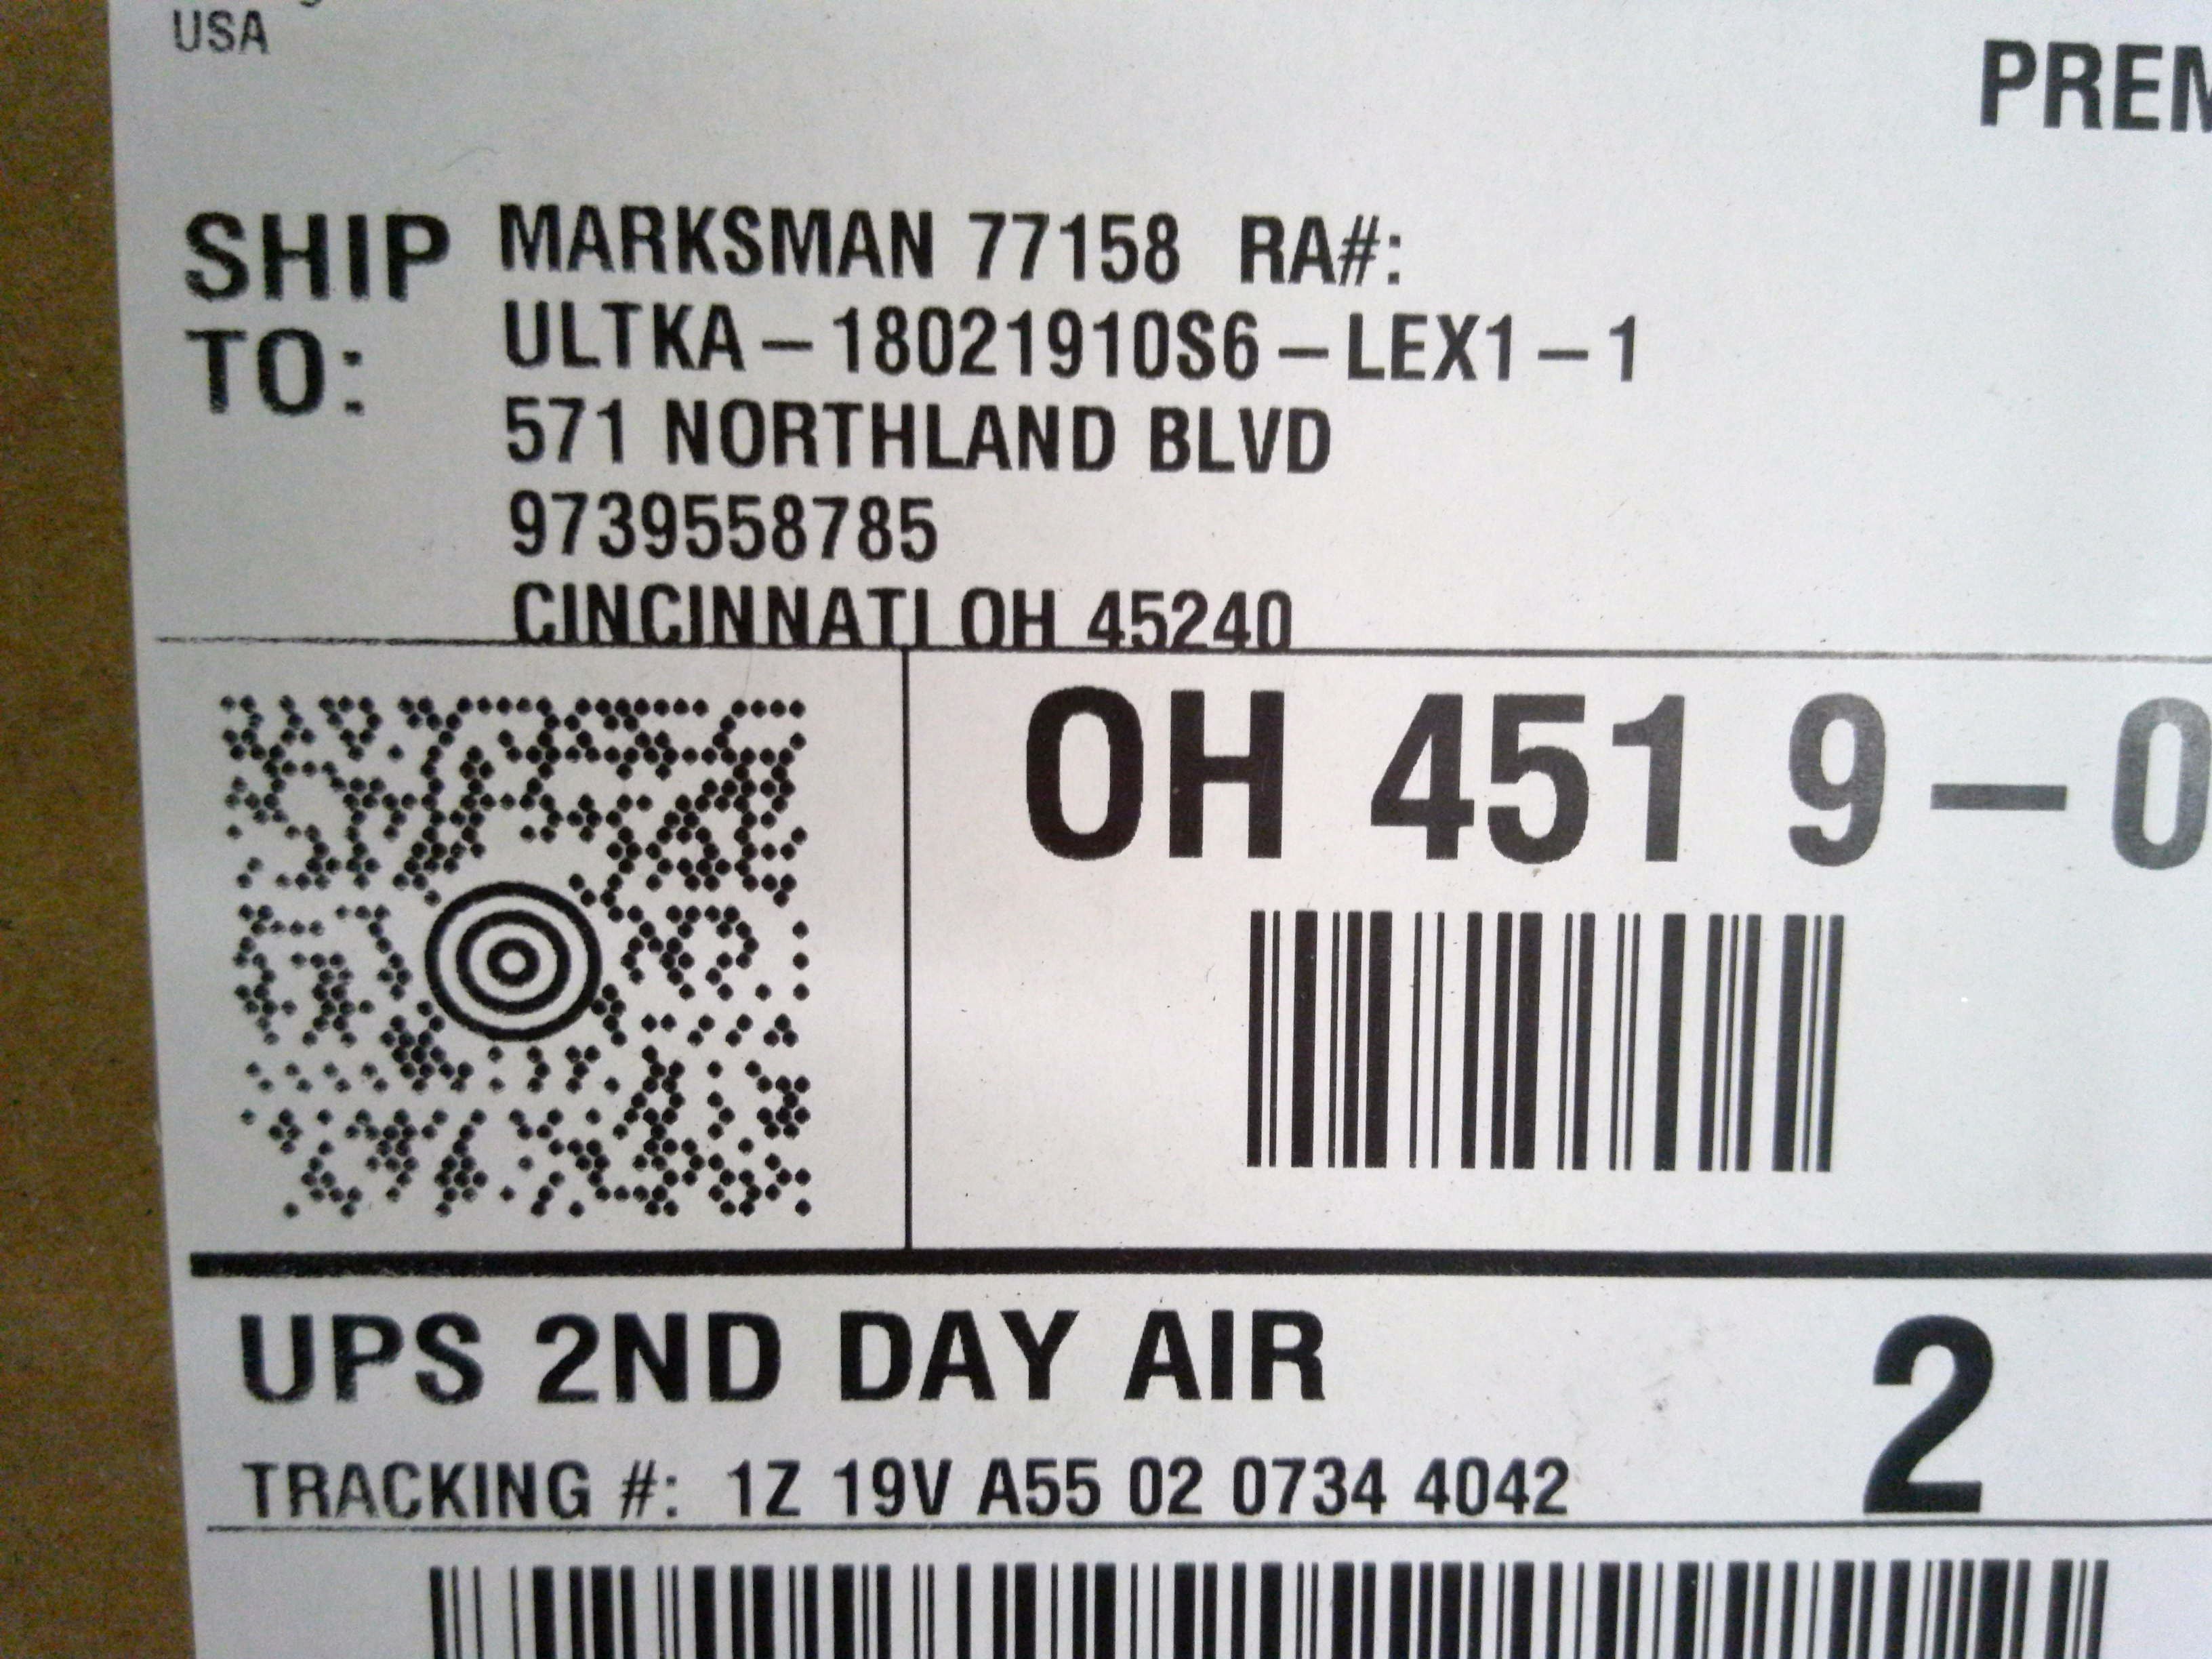 USA
SHIP TO:
MARKSMAN 77158 RA#:
ULTKA-18021910S6-LEX1-1
571 NORTHLAND BLVD
9739558785
CINCINNATI OH 45240
OH 451 9-0
UPS 2ND DAY AIR
2
TRACKING #: 1Z 19V A55 02 0734 4042